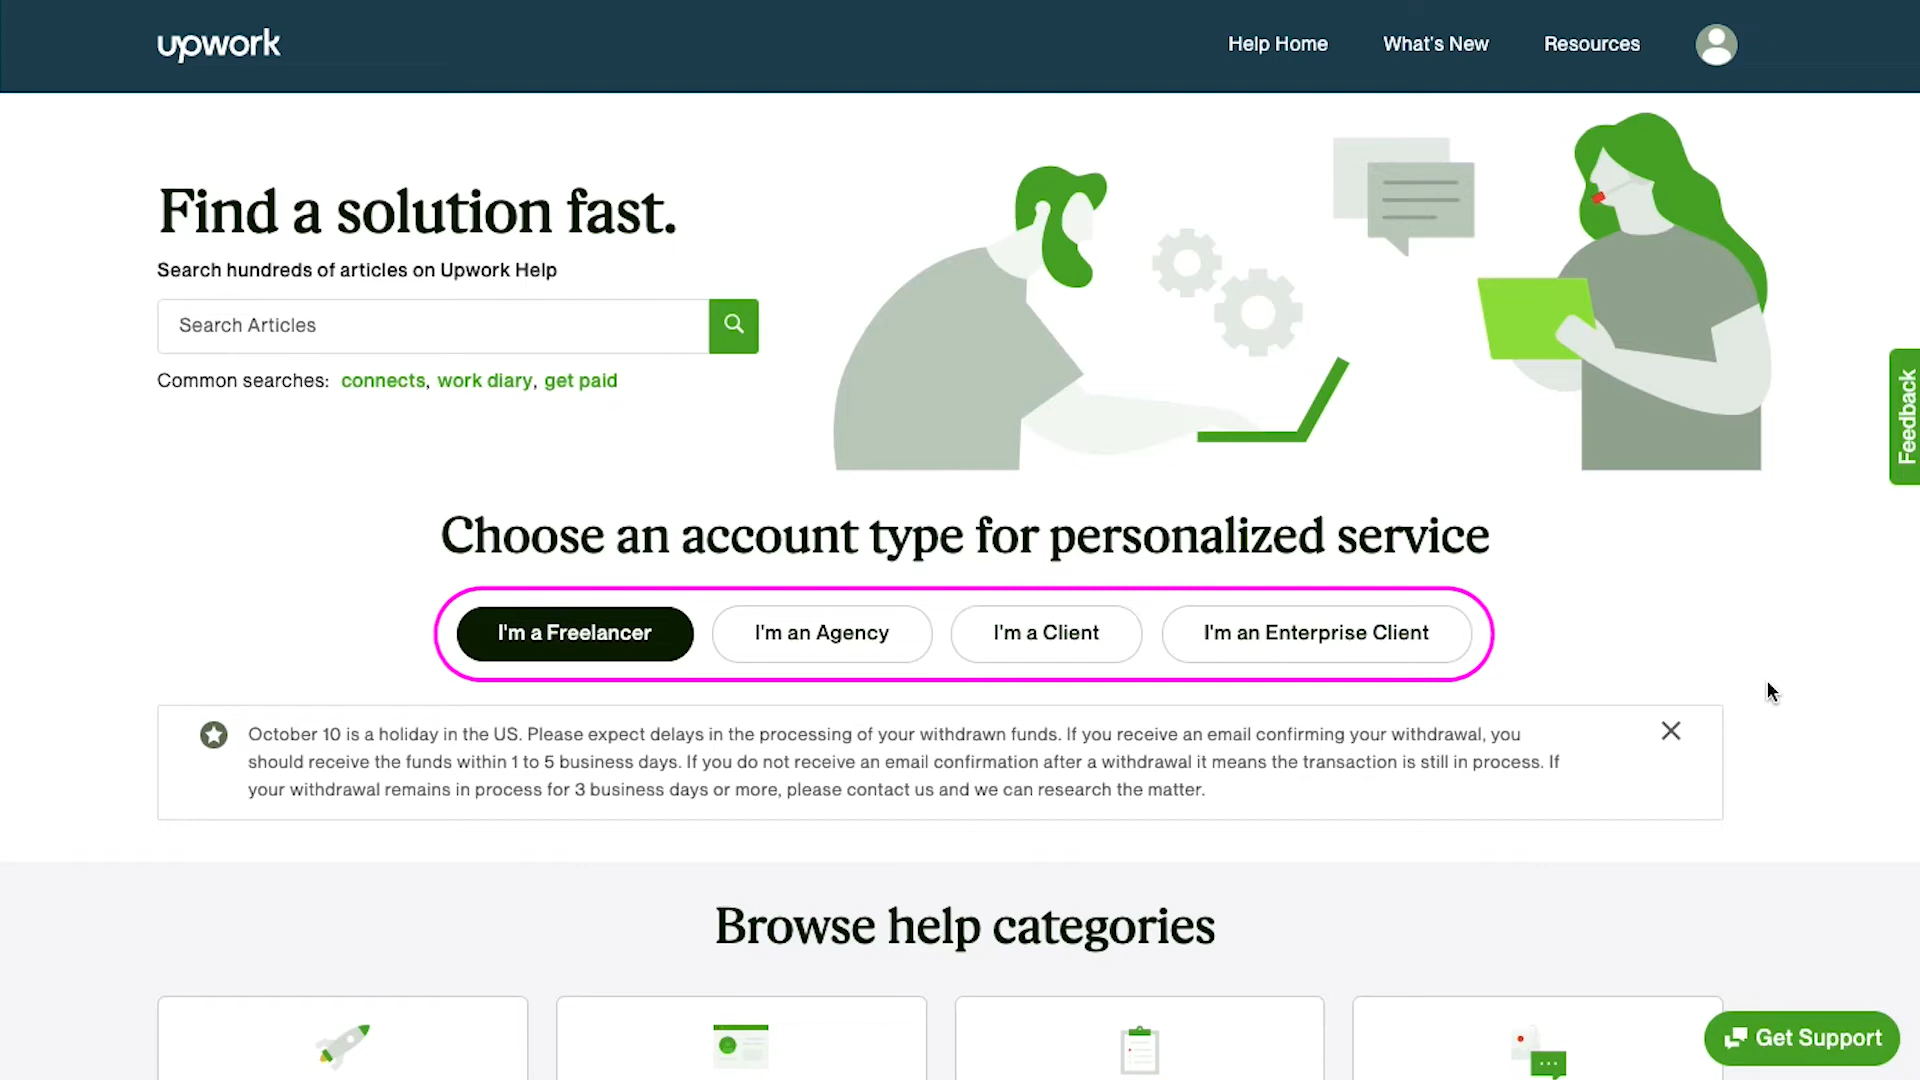 upwork
Help Home
What's New
Resources
Find a solution fast.
Search hundreds of articles on Upwork Help
Search Articles
Common searches: connects, work diary, get paid
Feedback
Choose an account type for personalized service
I'm a Freelancer
I'm an Agency
I'm a Client
I'm an Enterprise Client
October 10 is a holiday in the US. Please expect delays in the processing of your withdrawn funds. If you receive an email confirming your withdrawal, you
should receive the funds within 1 to 5 business days. If you do not receive an email confirmation after a withdrawal it means the transaction is still in process. If
your withdrawal remains in process for 3 business days or more, please contact us and we can research the matter.
Browse help categories
Get Support